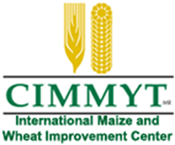 CIMMYT
International Maize and
Wheat Improvement Center